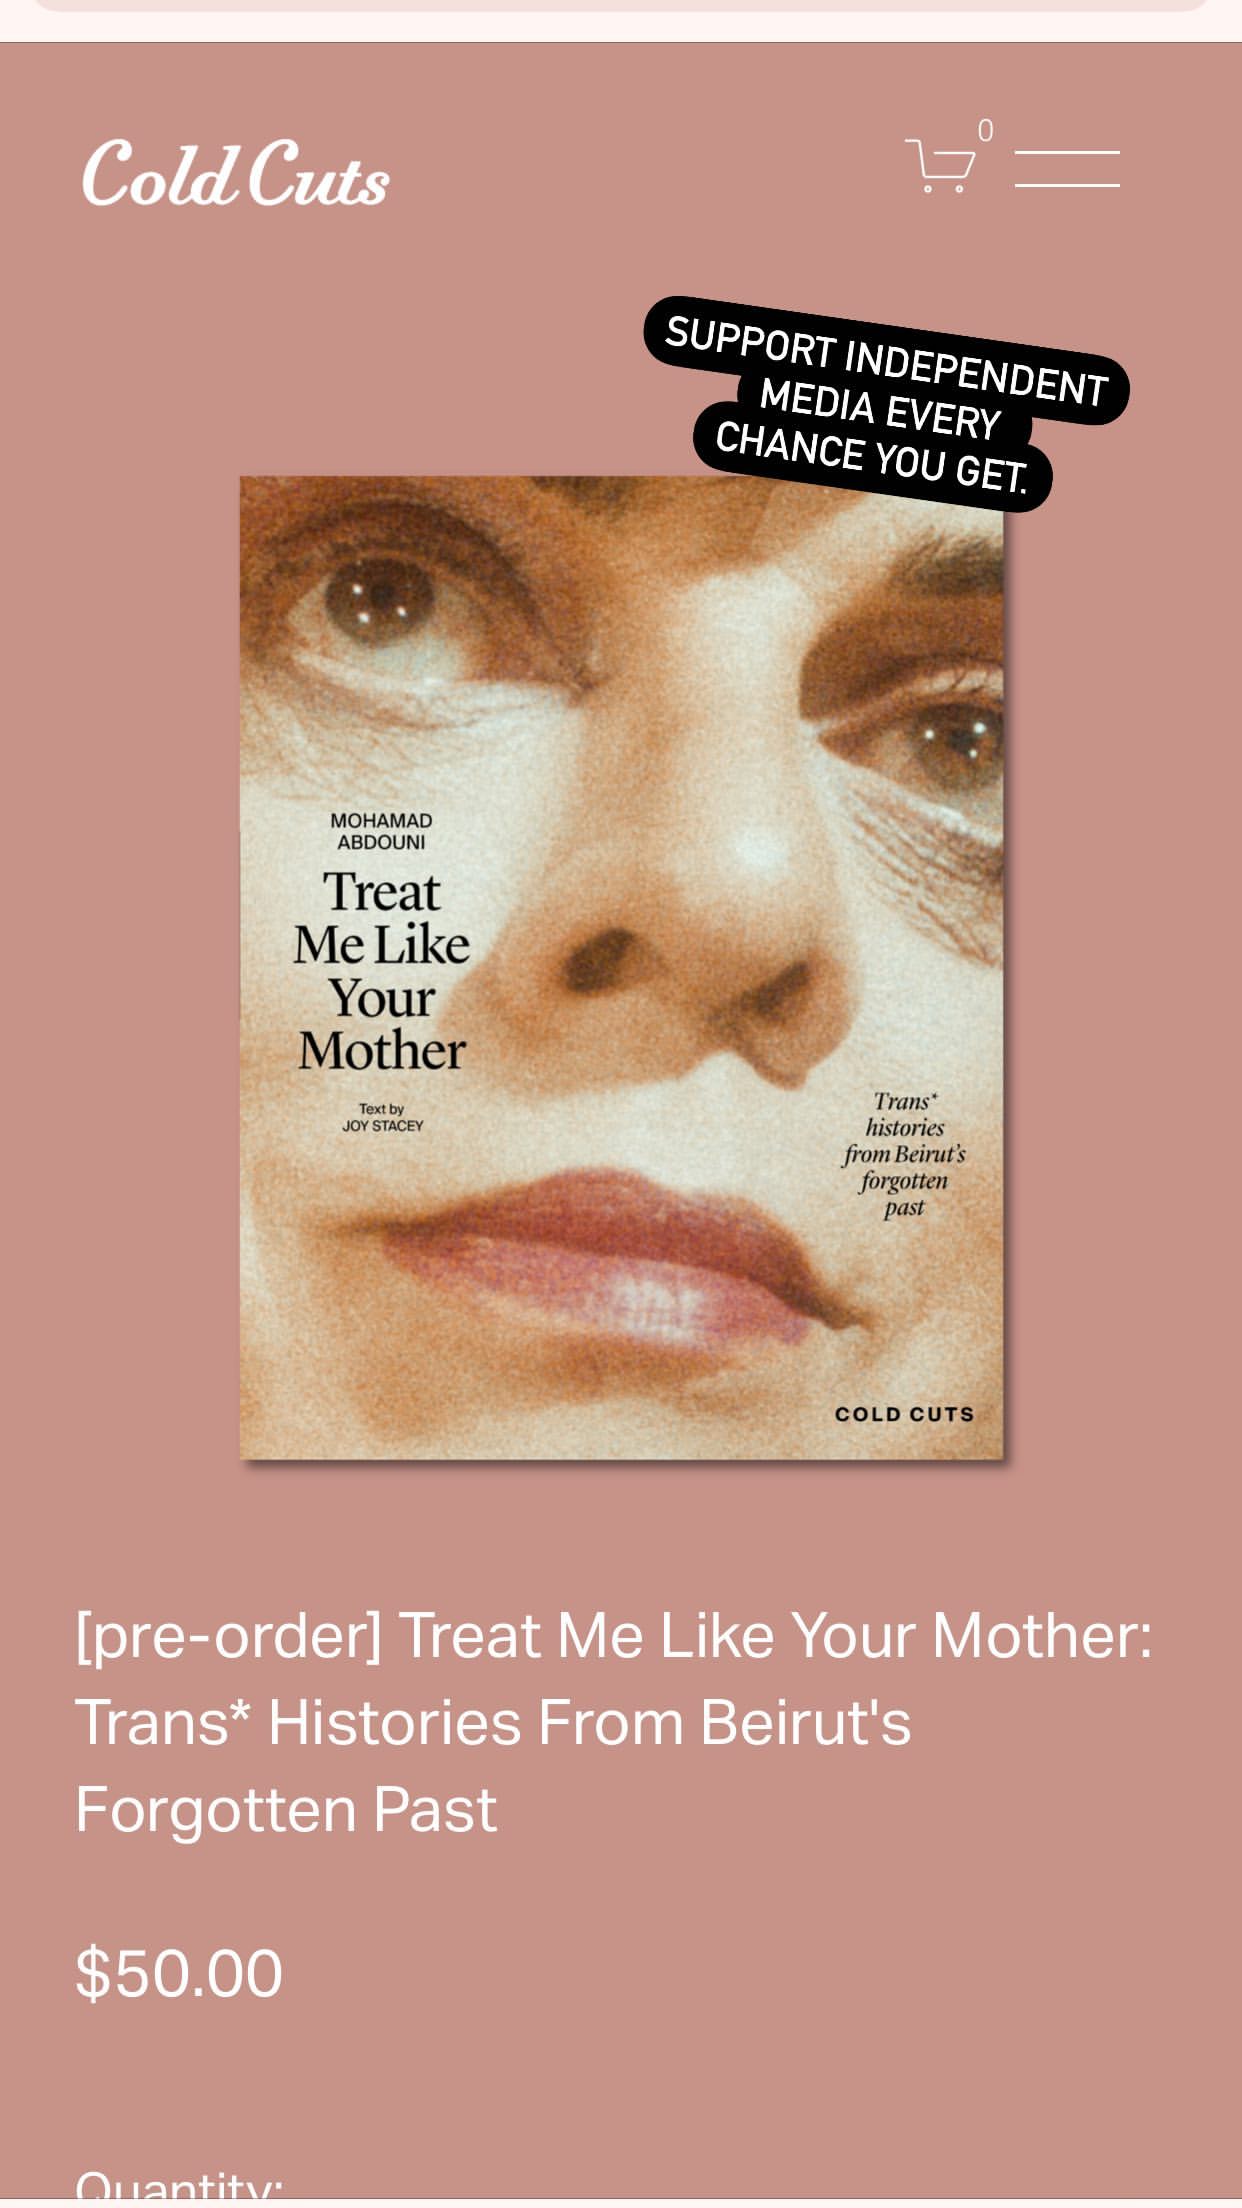 Cold Cuts
0
SUPPORT INDEPENDENT
MEDIA EVERY
CHANCE YOU GET.
MOHAMAD
ABDOUNI
Treat
Me Like
Your
Mother
Text by
JOY STACEY
Trans*
histories
from Beirut's
forgotten
past
COLD CUTS
[pre-order] Treat Me Like Your Mother:
Trans* Histories From Beirut's
Forgotten Past
$50.00
Quantity: